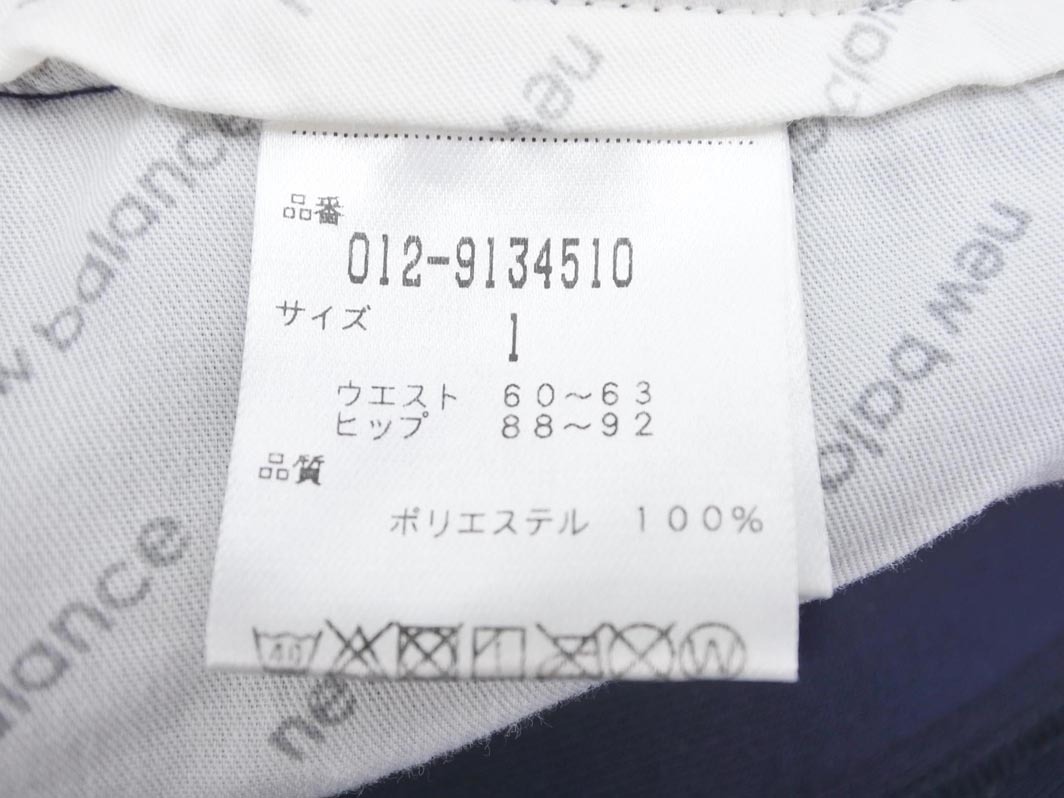 new balance
new
balance
new balance
品番
012-9134510
サイズ
1
ウエスト 60～63
ヒップ 88～92
品質
ポリエステル 100%
40
W
balance
new